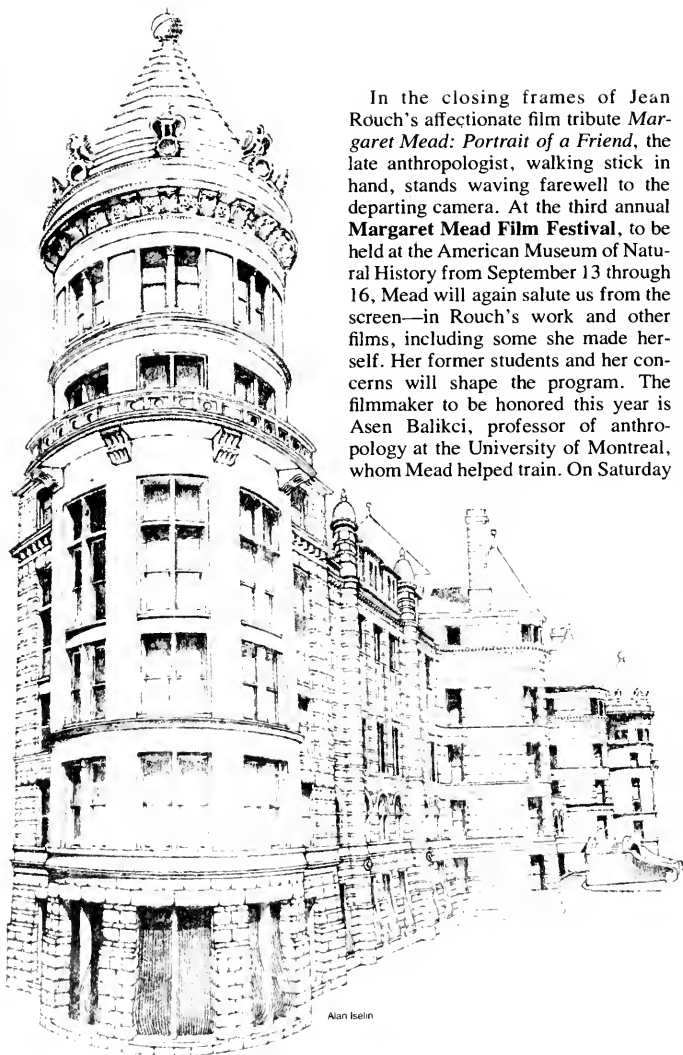 In the closing frames of Jean
Rouch's affectionate film tribute Mar-
garet Mead: Portrait of a Friend, the
late anthropologist, walking stick in
hand, stands waving farewell to the
departing camera. At the third annual
Margaret Mead Film Festival, to be
held at the American Museum of Natu-
ral History from September 13 through
16, Mead will again salute us from the
screen—in Rouch's work and other
films, including some she made her-
self. Her former students and her con-
cerns will shape the program. The
filmmaker to be honored this year is
Asen Balikci, professor of anthro-
pology at the University of Montreal,
whom Mead helped train. On Saturday
Alan Iselin